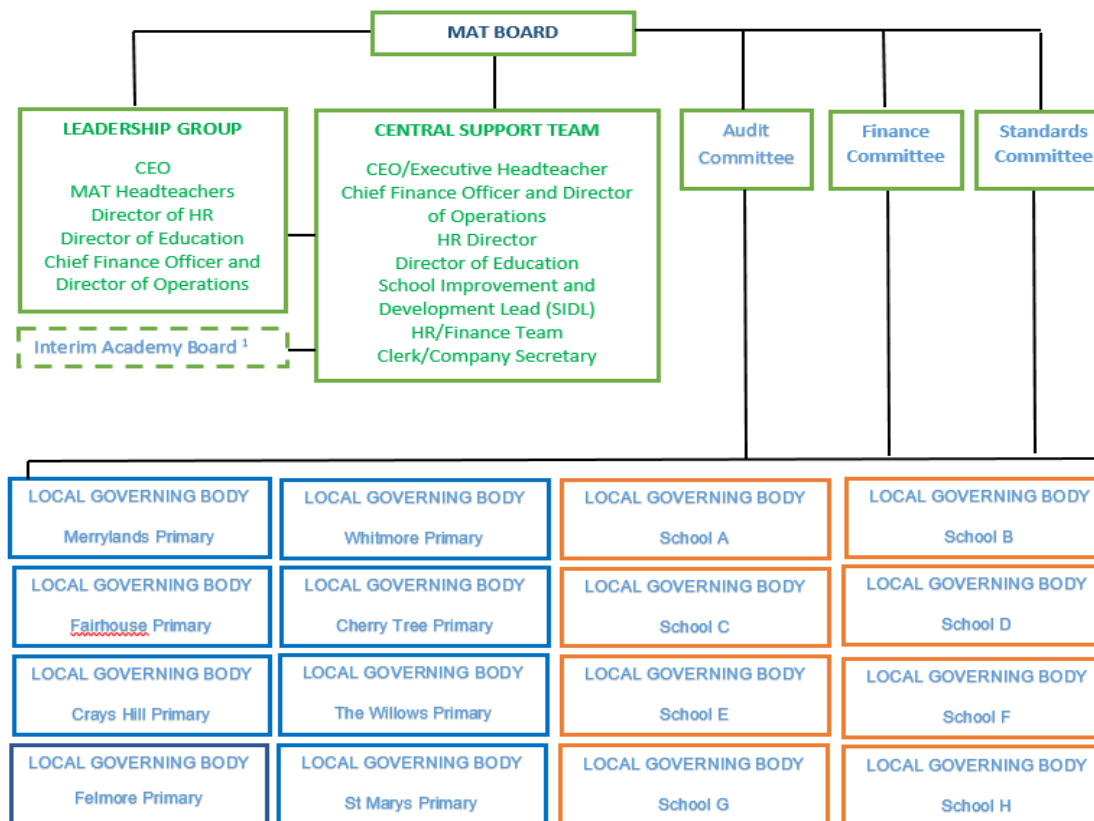 MAT BOARD
LEADERSHIP GROUP
CEO
MAT Headteachers
Director of HR
Director of Education
Chief Finance Officer and
Director of Operations
CENTRAL SUPPORT TEAM
CEO/Executive Headteacher
Chief Finance Officer and Director
of Operations
HR Director
Director of Education
School Improvement and
Development Lead (SIDL)
HR/Finance Team
Clerk/Company Secretary
Audit
Committee
Finance
Committee
Standards
Committee
Interim Academy Board ¹
LOCAL GOVERNING BODY
Merrylands Primary
LOCAL GOVERNING BODY
Whitmore Primary
LOCAL GOVERNING BODY
School A
LOCAL GOVERNING BODY
School B
LOCAL GOVERNING BODY
Fairhouse Primary
LOCAL GOVERNING BODY
Cherry Tree Primary
LOCAL GOVERNING BODY
School C
LOCAL GOVERNING BODY
School D
LOCAL GOVERNING BODY
Crays Hill Primary
LOCAL GOVERNING BODY
The Willows Primary
LOCAL GOVERNING BODY
School E
LOCAL GOVERNING BODY
School F
LOCAL GOVERNING BODY
Felmore Primary
LOCAL GOVERNING BODY
St Marys Primary
LOCAL GOVERNING BODY
School G
LOCAL GOVERNING BODY
School H